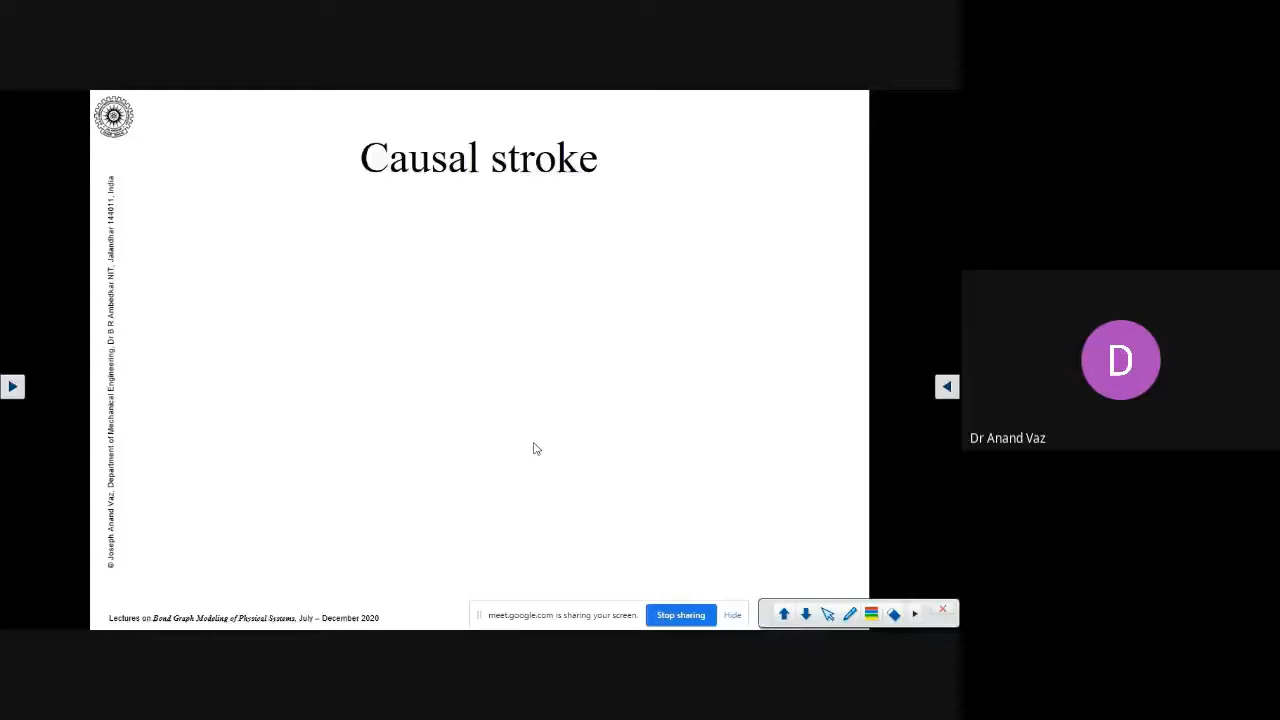 Causal stroke
© Joseph Anand Vaz, Department of Mechanical Engineering, Dr B R Ambedkar NIT, Jalandhar 144011, India
Lectures on Bond Graph Modeling of Physical Systems, July – December 2020
meet.google.com is sharing your screen.
Stop sharing
Hide
D
Dr Anand Vaz